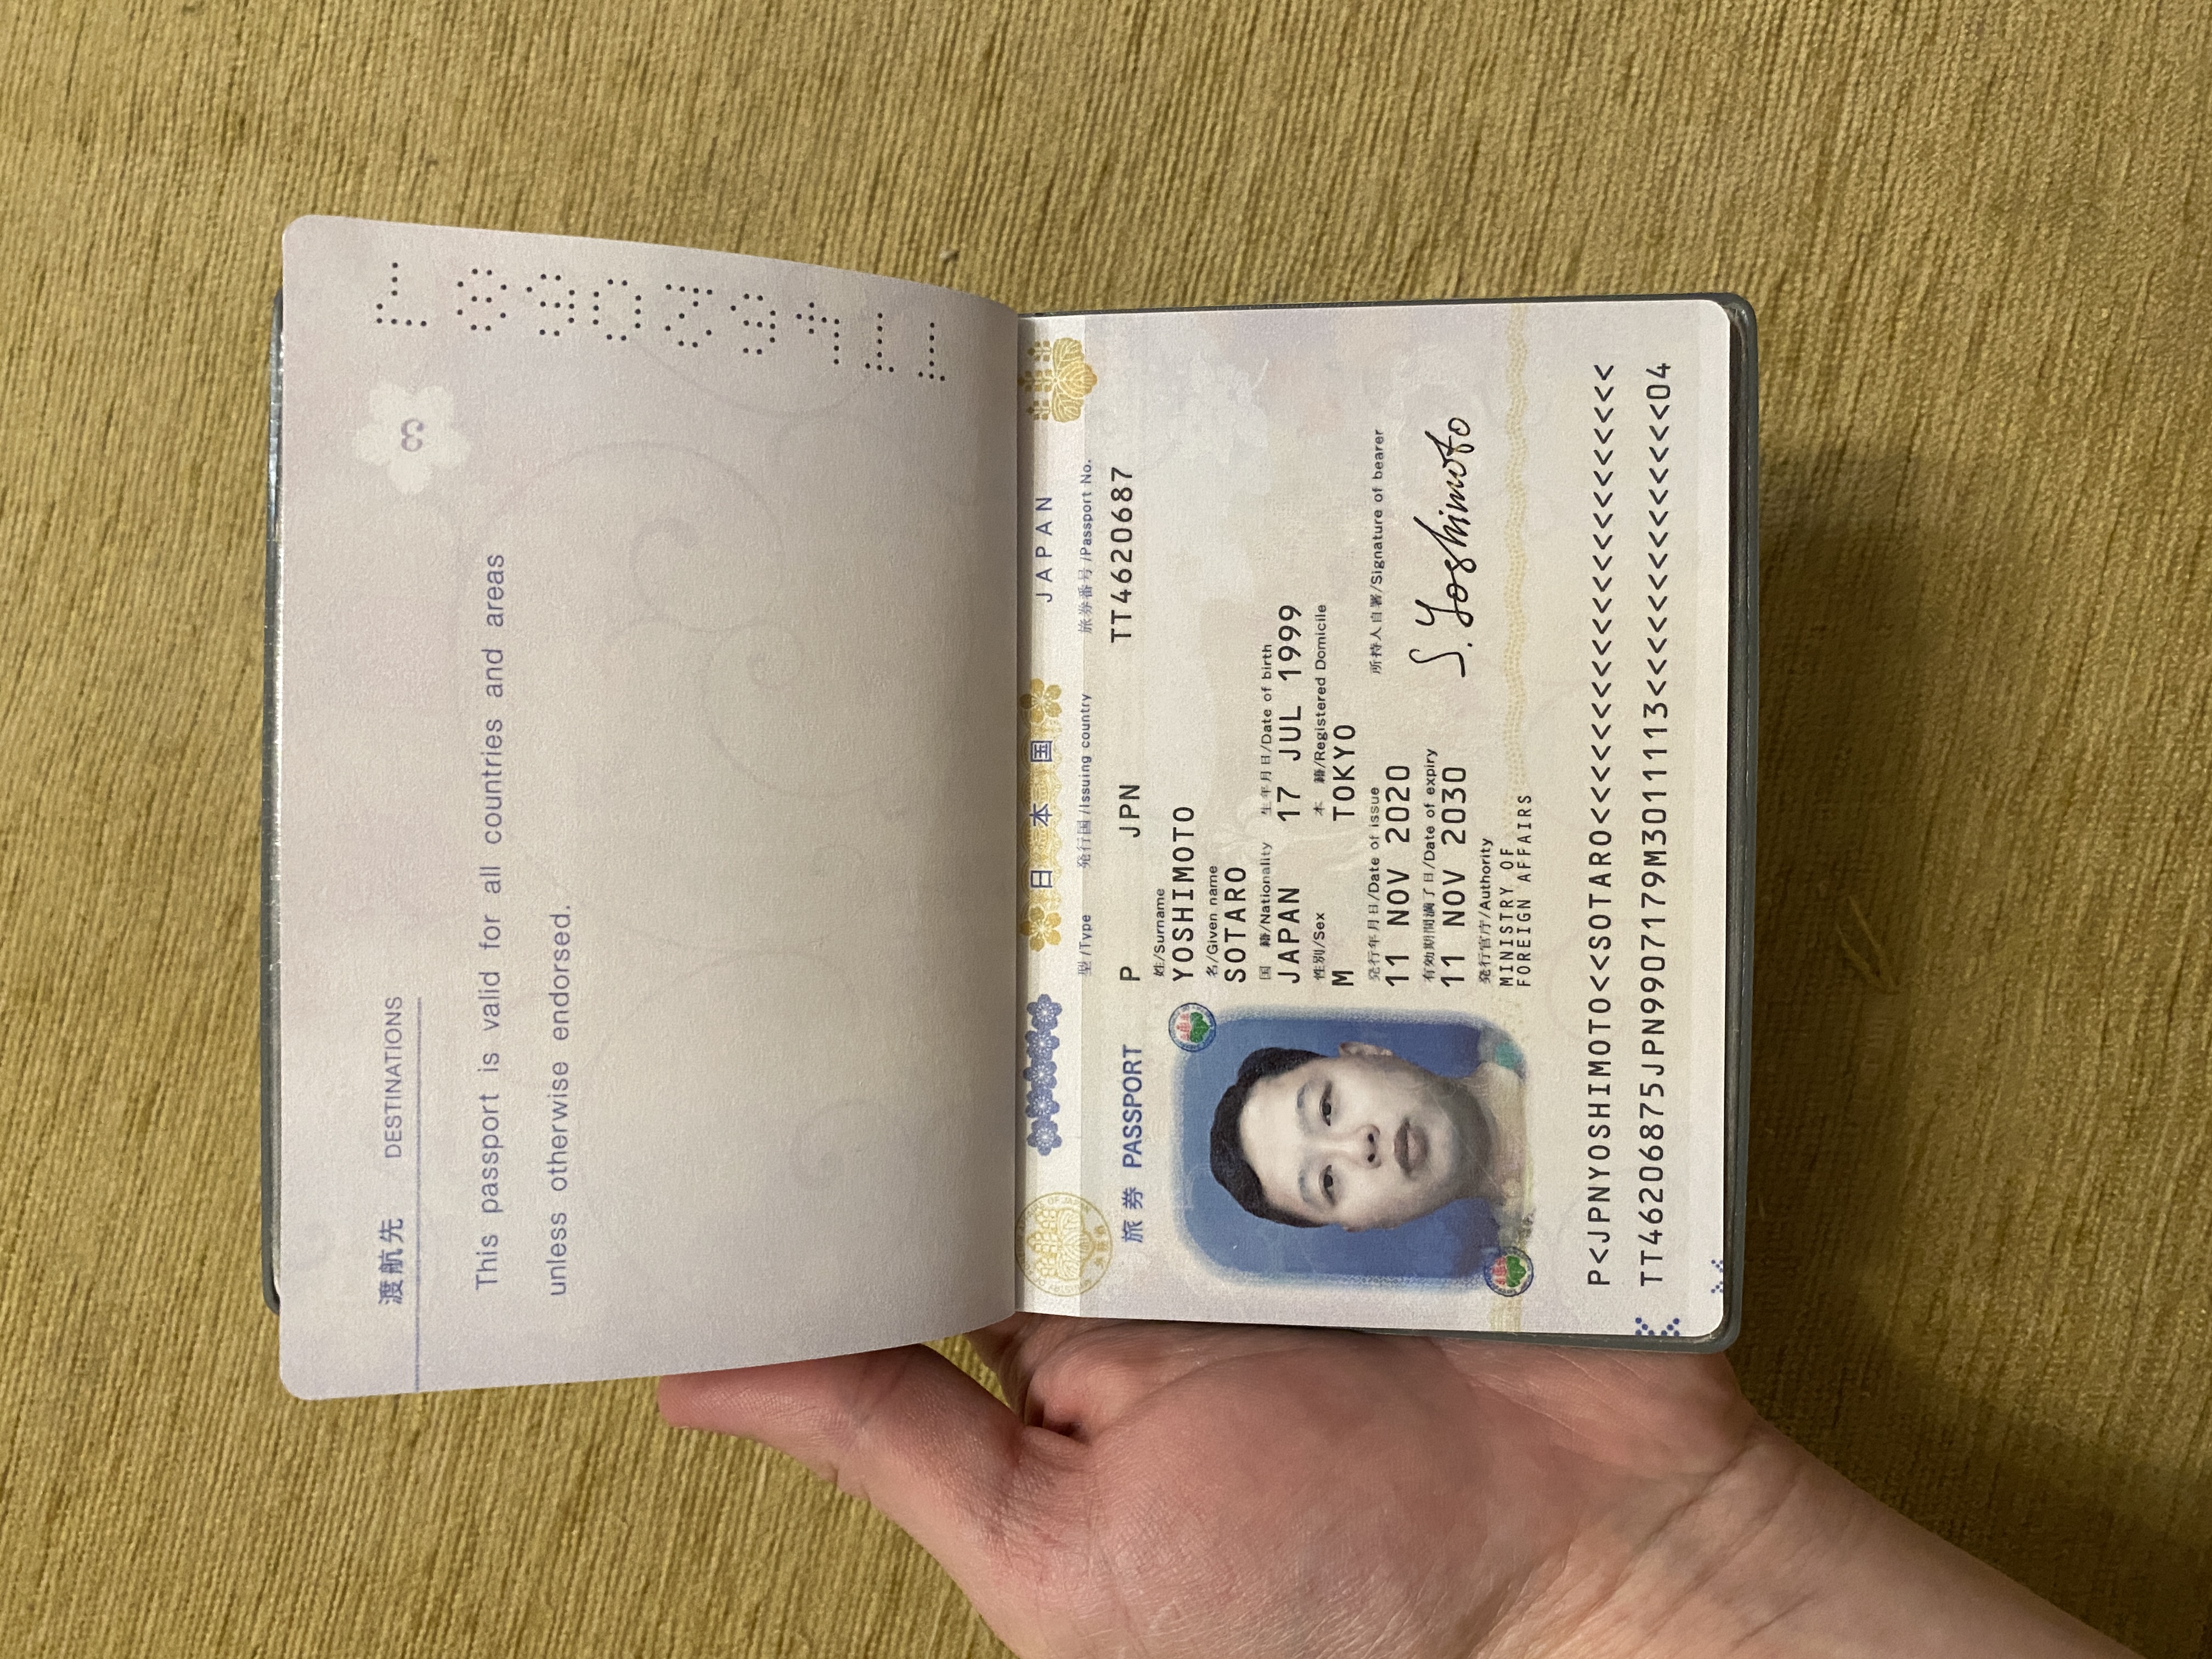 渡航先 DESTINATIONS
3
This passport is valid for all countries and areas
unless otherwise endorsed.
TT4620687
日本国 JAPAN
型/Type 発行国/Issuing country 旅券番号/Passport No.
旅券 PASSPORT P JPN TT4620687
姓/Surname
YOSHIMOTO
名/Given name
SOTARO
国 籍/Nationality 生年月日/Date of birth
JAPAN 17 JUL 1999
性別/Sex 本 籍/Registered Domicile
M TOKYO
発行年月日/Date of issue 所持人自署/Signature of bearer
11 NOV 2020
有効期間満了日/Date of expiry
11 NOV 2030 S. Yoshimoto
発行官庁/Authority
MINISTRY OF
FOREIGN AFFAIRS
P<JPNYOSHIMOTO<<SOTARO<<<<<<<<<<<<<<<<<<<<<<
TT46206875JPN9907179M3011113<<<<<<<<<<<<<<04